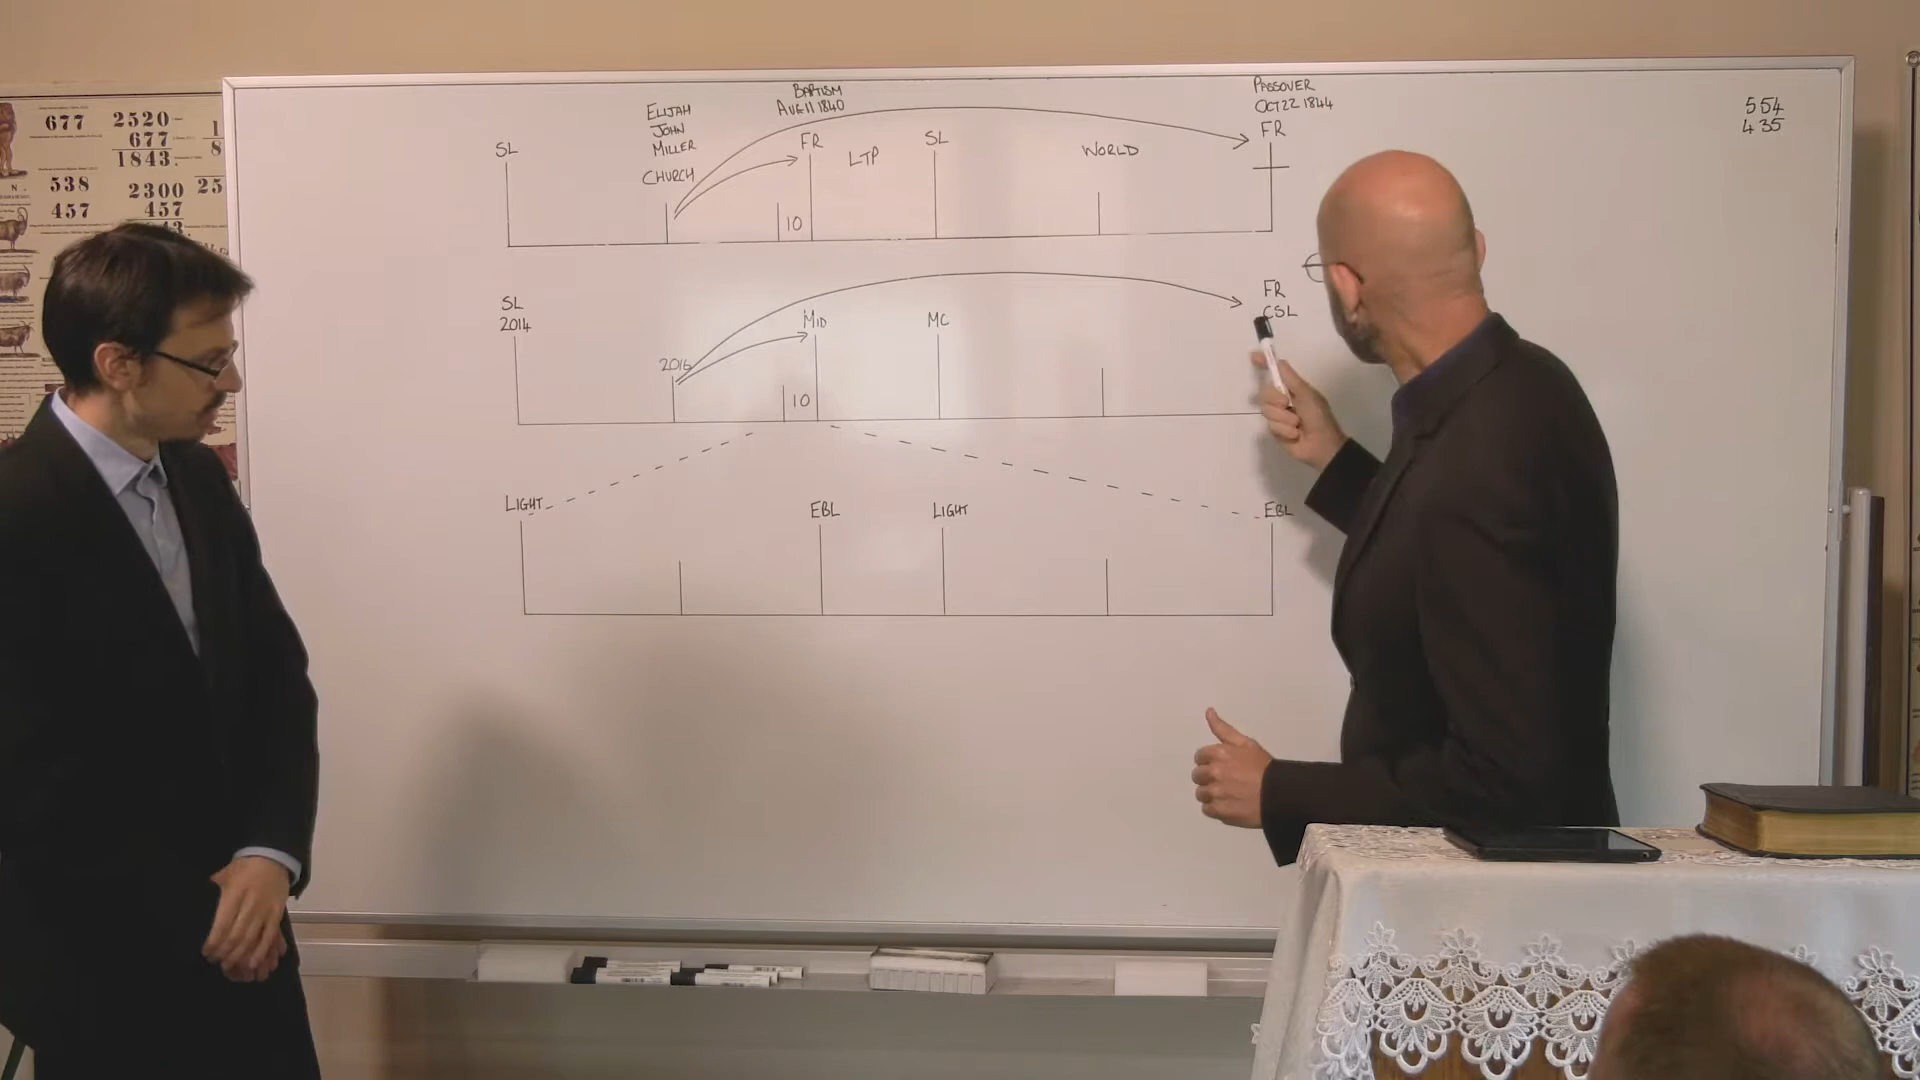 677
2520
677
1843.
N.
538
457
2300
457
25
BAPTISM
AUG 11 1840
PASSOVER
OCT 22 1844
FR
ELIJAH
JOHN
MILLER
CHURCH
SL
FR
LTP
SL
WORLD
10
554
435
SL
2014
2016
MID
MC
FR
CSL
10
LIGHT
EBL
LIGHT
EBL